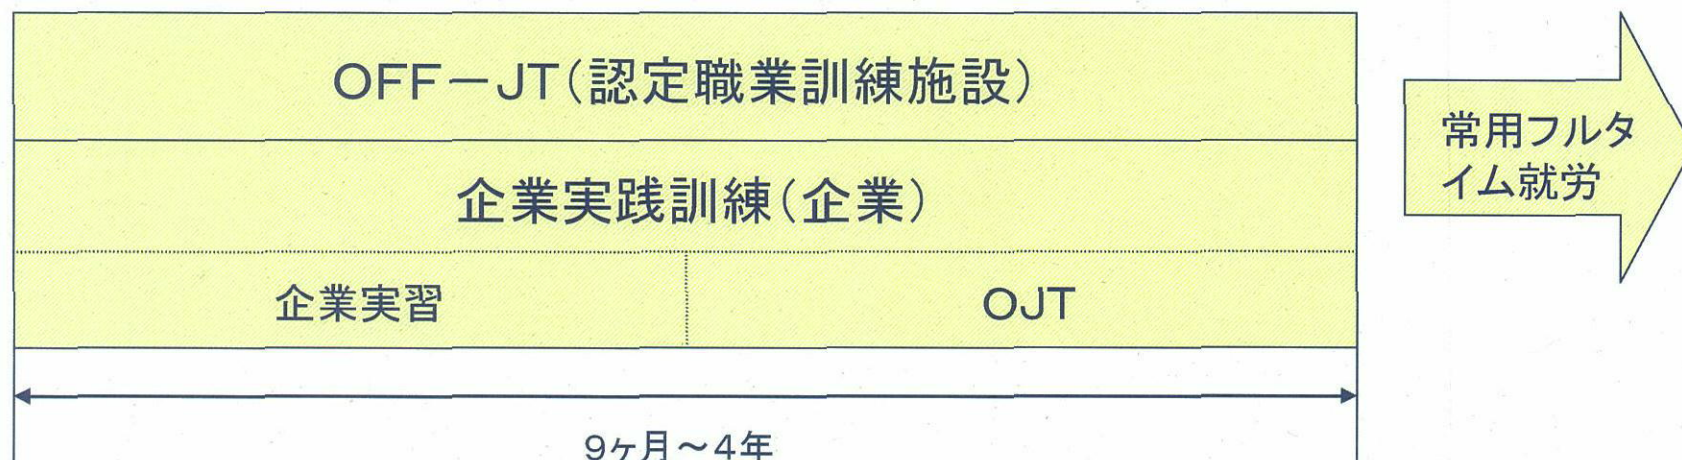 OFF－JT（認定職業訓練施設）
企業実践訓練（企業）
企業実習
OJT
9ヶ月～4年
常用フルタ
イム就労